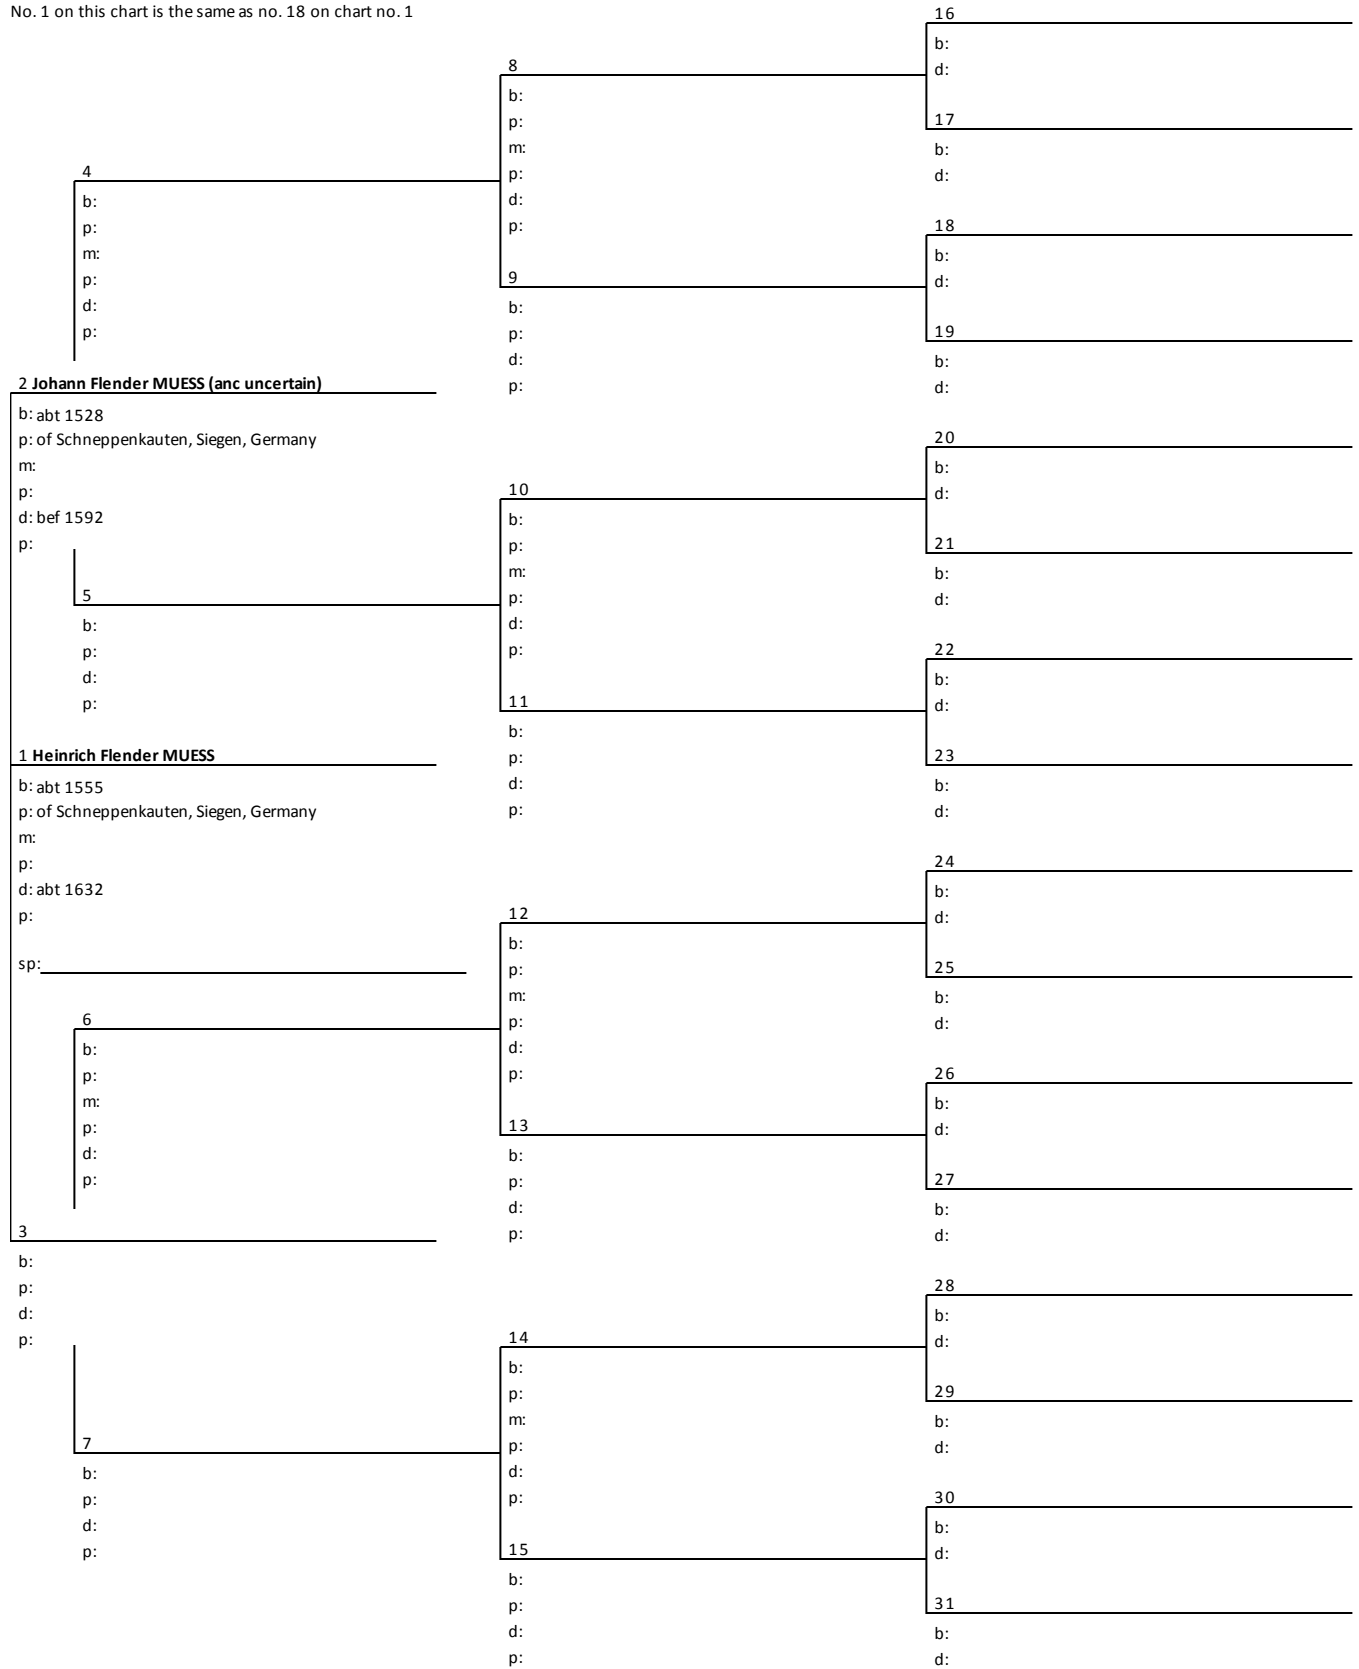 No. 1 on this chart is the same as no. 18 on chart no. 1
2 Johann Flender MUESS (anc uncertain)
b: abt 1528
p: of Schneppenkauten, Siegen, Germany
m:
p:
d: bef 1592
p:
1 Heinrich Flender MUESS
b: abt 1555
p: of Schneppenkauten, Siegen, Germany
m:
p:
d: abt 1632
p:
sp:
3
b:
p:
d:
p:
4
b:
p:
m:
p:
d:
p:
5
b:
p:
d:
p:
6
b:
p:
m:
p:
d:
p:
7
b:
p:
d:
p:
8
b:
p:
m:
p:
d:
p:
9
b:
p:
d:
p:
10
b:
p:
m:
p:
d:
p:
11
b:
p:
d:
p:
12
b:
p:
m:
p:
d:
p:
13
b:
p:
d:
p:
14
b:
p:
m:
p:
d:
p:
15
b:
p:
d:
p:
16
b:
d:
17
b:
d:
18
b:
d:
19
b:
d:
20
b:
d:
21
b:
d:
22
b:
d:
23
b:
d:
24
b:
d:
25
b:
d:
26
b:
d:
27
b:
d:
28
b:
d:
29
b:
d:
30
b:
d:
31
b:
d: